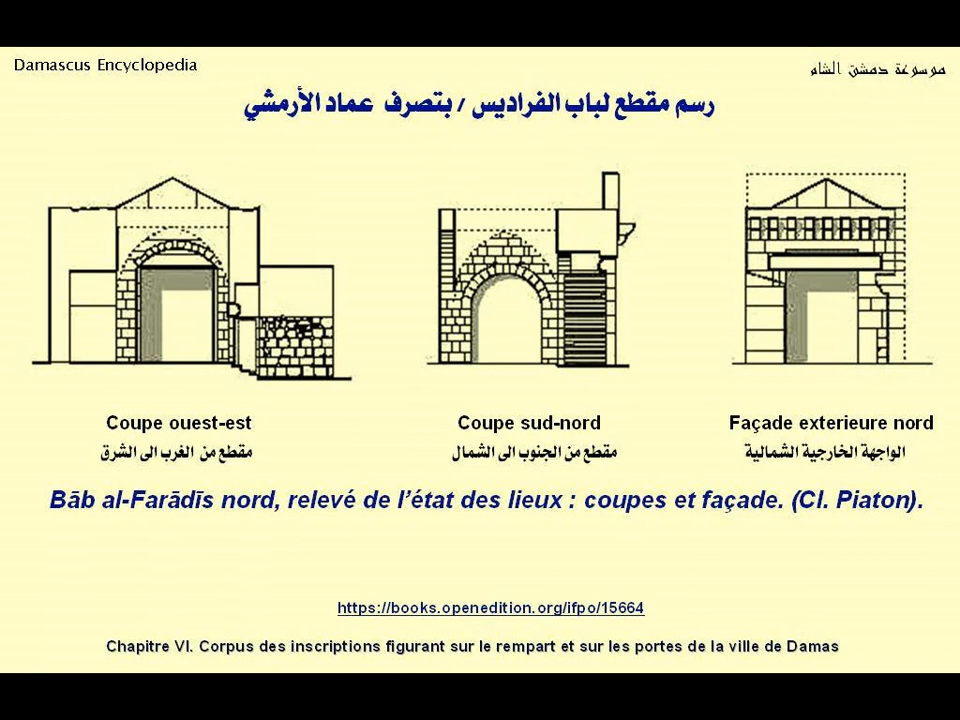 Damascus Encyclopedia
موسوعة دمشق الشام
رسم مقطع لباب الفراديس / بتصرف عماد الأرمشي
Coupe ouest-est
Coupe sud-nord
Façade exterieure nord
مقطع من الغرب الى الشرق
مقطع من الجنوب الى الشمال
الواجهة الخارجية الشمالية
Bāb al-Farādīs nord, relevé de l’état des lieux : coupes et façade. (Cl. Piaton).
https://books.openedition.org/ifpo/15664
Chapitre VI. Corpus des inscriptions figurant sur le rempart et sur les portes de la ville de Damas